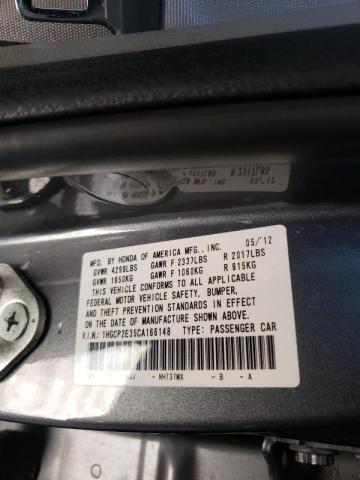 MFD. BY HONDA OF AMERICA MFG., INC. 05/'12
GVWR 4299LBS GAWR F 2337LBS R 2017LBS
GVWR 1950KG GAWR F 1060KG R 915KG
THIS VEHICLE CONFORMS TO ALL APPLICABLE
FEDERAL MOTOR VEHICLE SAFETY, BUMPER,
AND THEFT PREVENTION STANDARDS IN EFFECT
ON THE DATE OF MANUFACTURE SHOWN ABOVE.
V.I.N.: 1HGCP2E35CA166148 TYPE: PASSENGER CAR
- NH737MX - B - A